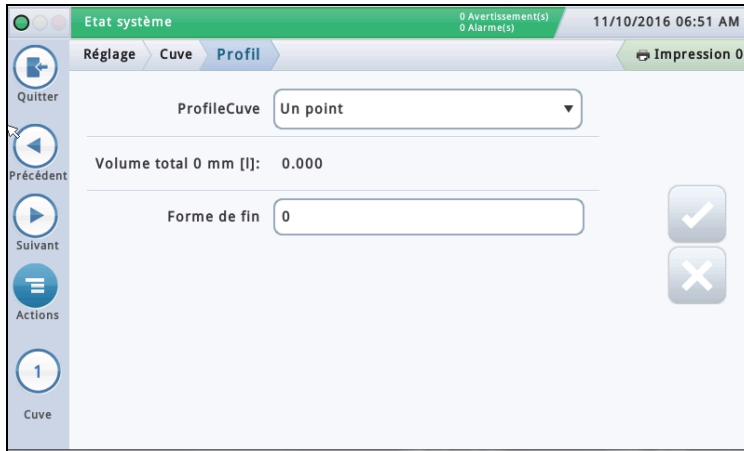 Etat système
0 Avertissement(s)
0 Alarme(s)
11/10/2016 06:51 AM
Quitter
Réglage Cuve Profil
Impression 0
ProfileCuve Un point
Précédent
Volume total 0 mm [l]: 0.000
Forme de fin 0
Suivant
Actions
1
Cuve